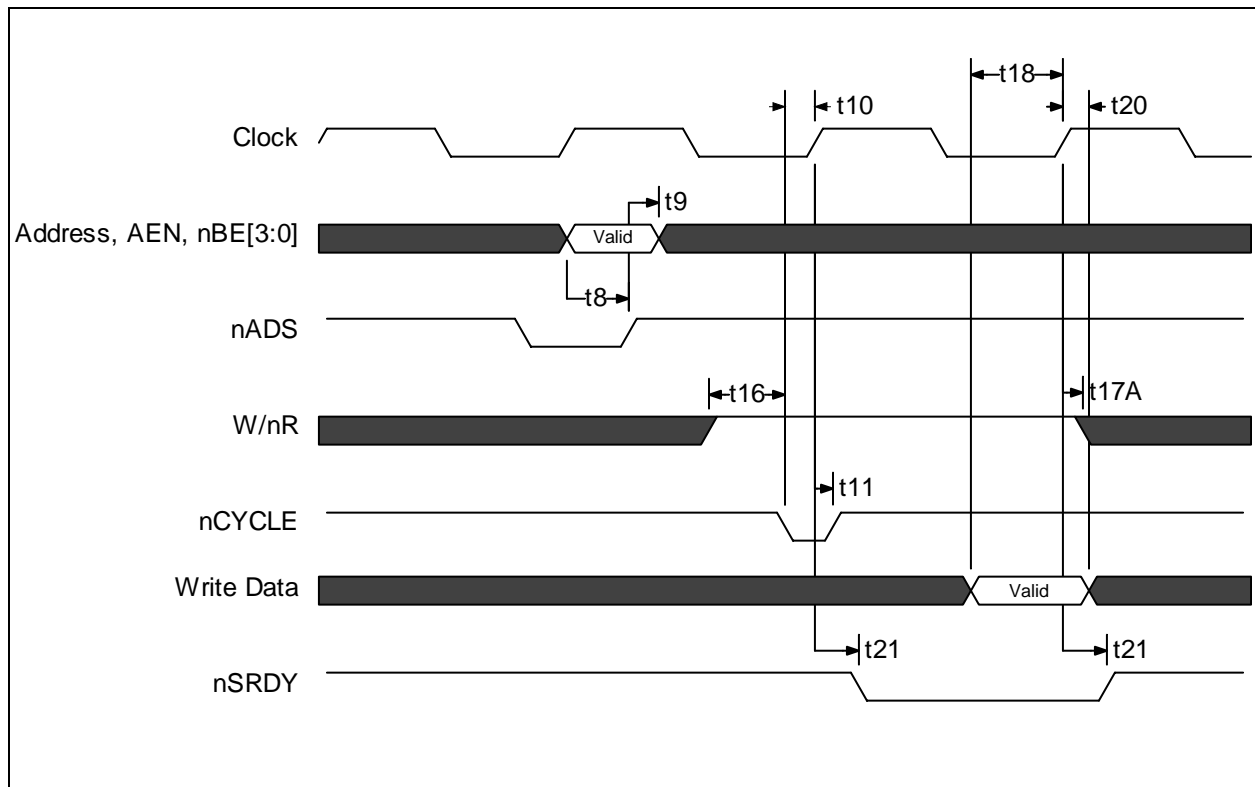 t18
t10
t20
Clock
t9
Address, AEN, nBE[3:0]
Valid
t8
nADS
t16
t17A
W/nR
t11
nCYCLE
Write Data
Valid
t21
t21
nSRDY